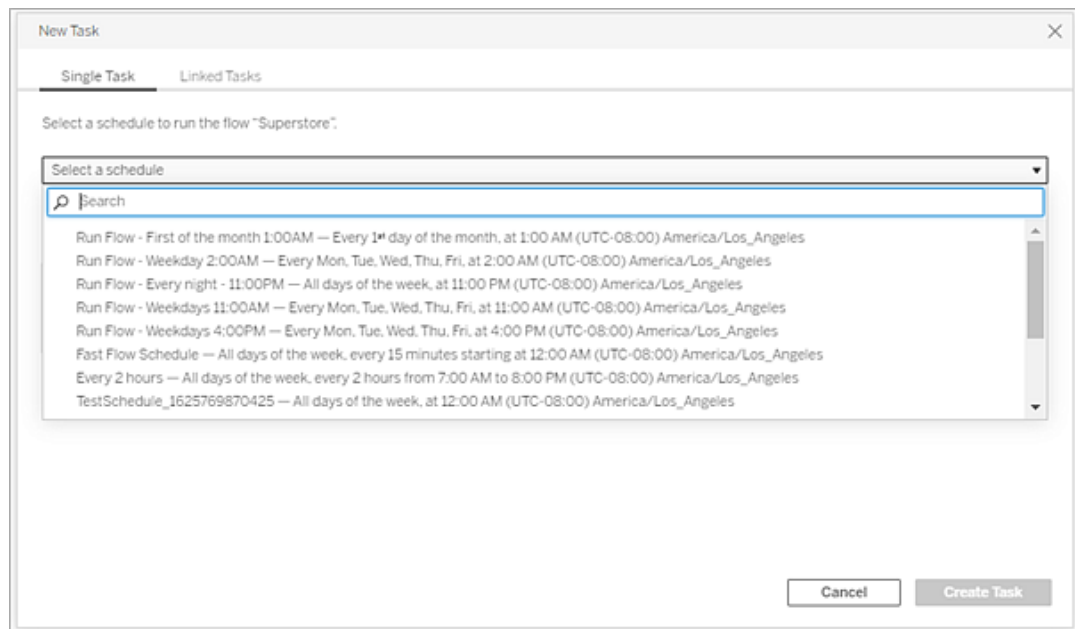 New Task
Single Task Linked Tasks
Select a schedule to run the flow "Superstore".
Select a schedule
Search
Run Flow - First of the month 1:00AM — Every 1st day of the month, at 1:00 AM (UTC-08:00) America/Los_Angeles
Run Flow - Weekday 2:00AM — Every Mon, Tue, Wed, Thu, Fri, at 2:00 AM (UTC-08:00) America/Los_Angeles
Run Flow - Every night - 11:00PM — All days of the week, at 11:00 PM (UTC-08:00) America/Los_Angeles
Run Flow - Weekdays 11:00AM — Every Mon, Tue, Wed, Thu, Fri, at 11:00 AM (UTC-08:00) America/Los_Angeles
Run Flow - Weekdays 4:00PM — Every Mon, Tue, Wed, Thu, Fri, at 4:00 PM (UTC-08:00) America/Los_Angeles
Fast Flow Schedule — All days of the week, every 15 minutes starting at 12:00 AM (UTC-08:00) America/Los_Angeles
Every 2 hours — All days of the week, every 2 hours from 7:00 AM to 8:00 PM (UTC-08:00) America/Los_Angeles
TestSchedule_1625769870425 — All days of the week, at 12:00 AM (UTC-08:00) America/Los_Angeles
Cancel Create Task